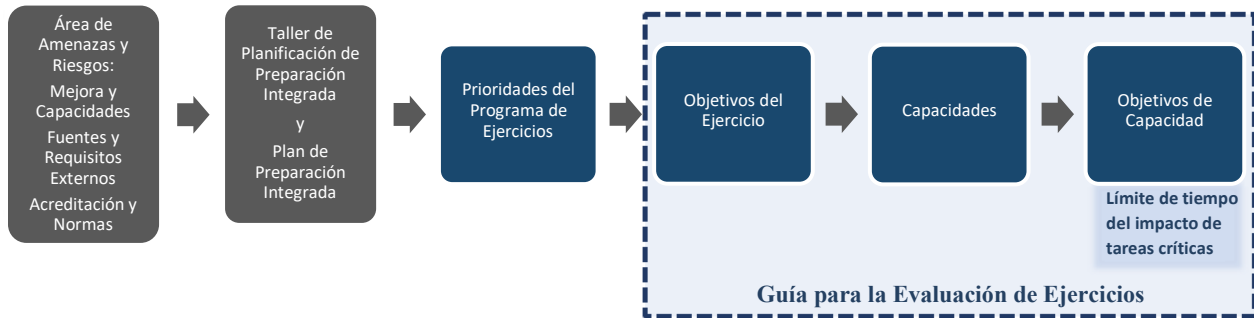 Área de
Amenazas y
Riesgos:
Mejora y
Capacidades
Fuentes y
Requisitos
Externos
Acreditación y
Normas
Taller de
Planificación de
Preparación
Integrada
y
Plan de
Preparación
Integrada
Prioridades del
Programa de
Ejercicios
Objetivos del
Ejercicio
Capacidades
Objetivos de
Capacidad
Límite de tiempo
del impacto de
tareas críticas
Guía para la Evaluación de Ejercicios